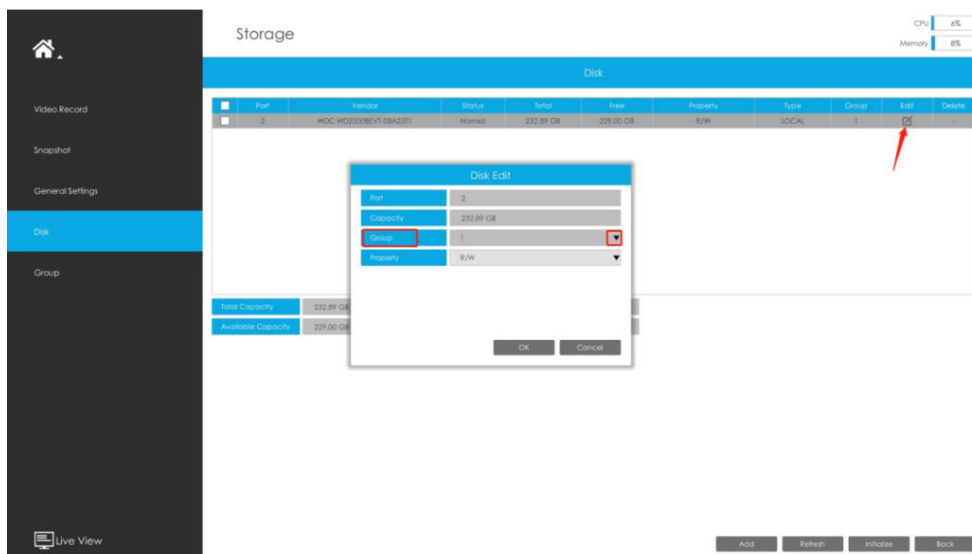 Storage
CPU 6%
Memory 8%
Disk
Port Vendor Status Total Free Property Type Group Edit Delete
2 WDC WD2500BEVT-08A23T1 Normal 232.89 GB 229.00 GB R/W LOCAL 1 -
Video Record
Snapshot
General Settings
Disk
Group
Disk Edit
Port 2
Capacity 232.89 GB
Group 1
Property R/W
OK Cancel
Total Capacity 232.89 GB
Available Capacity 229.00 GB
Live View
Add Refresh Initialize Back